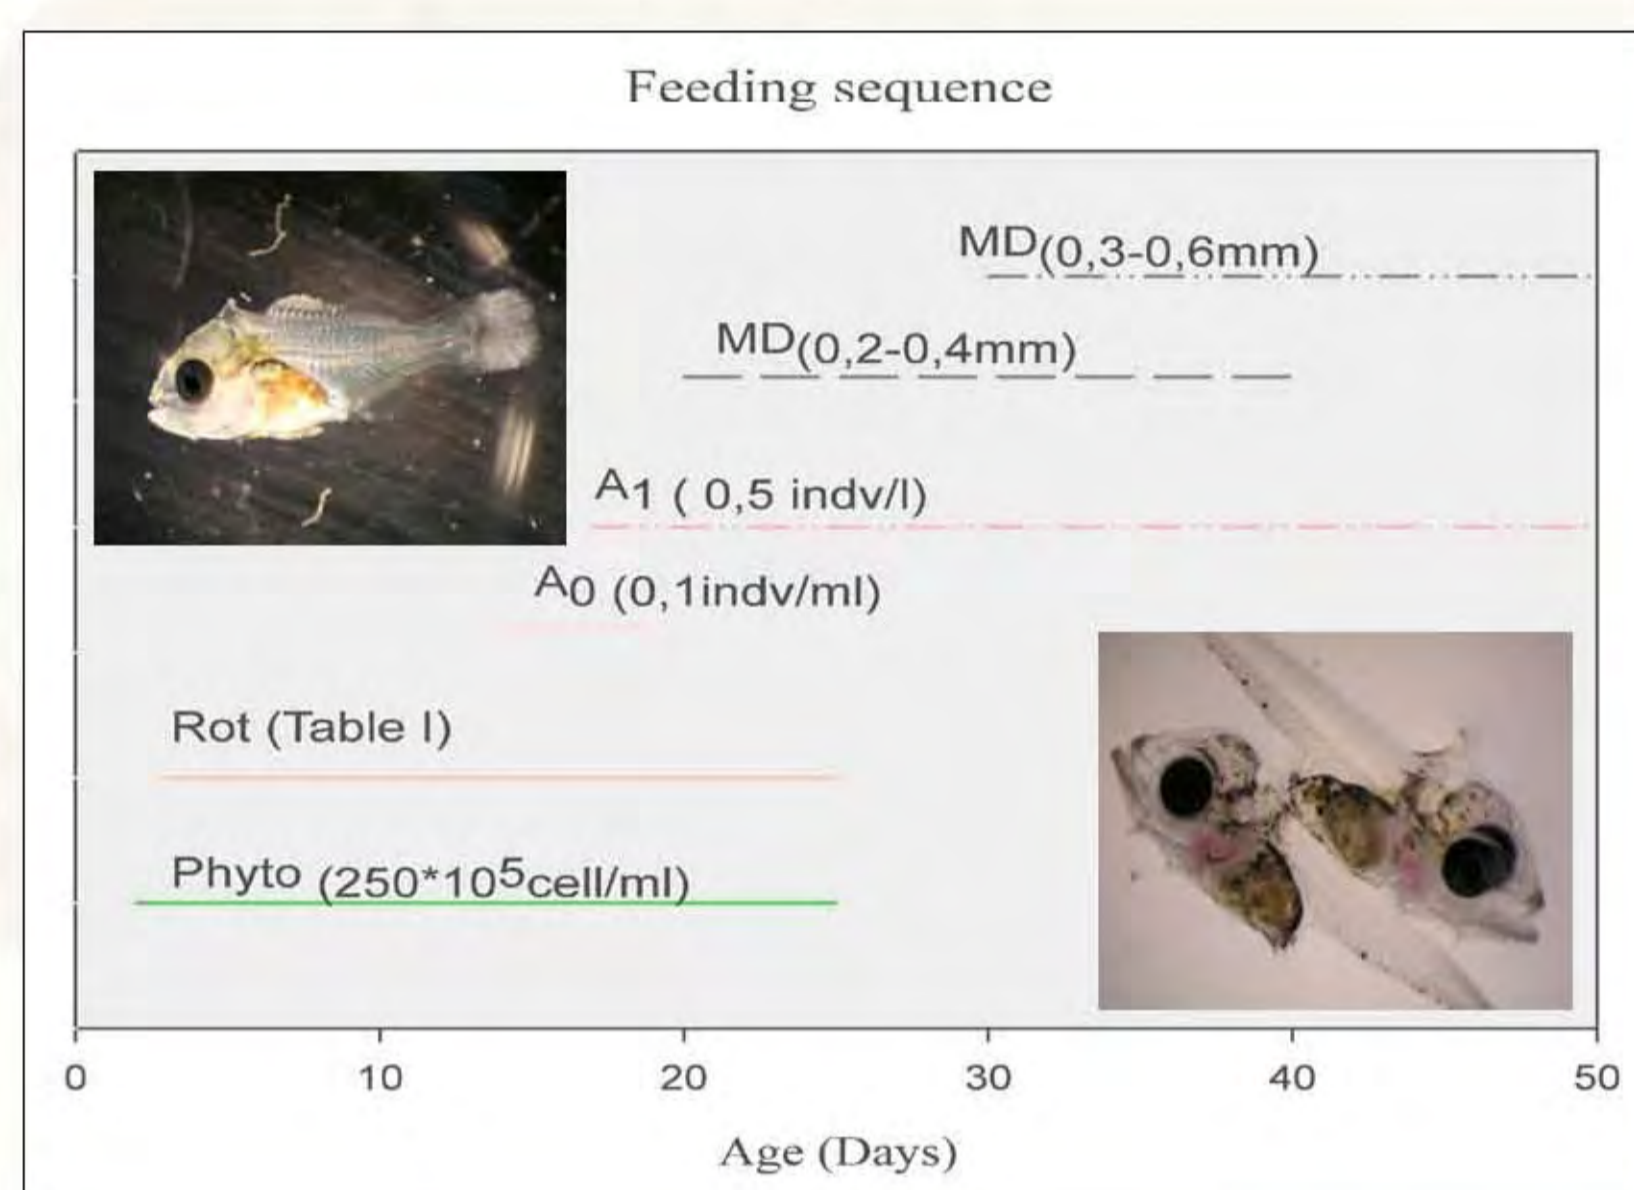 Feeding sequence
MD(0,3-0,6mm)
MD(0,2-0,4mm)
A1 ( 0,5 indv/l)
A0 (0,1indv/ml)
Rot (Table I)
Phyto (250*10⁵cell/ml)
0 10 20 30 40 50
Age (Days)